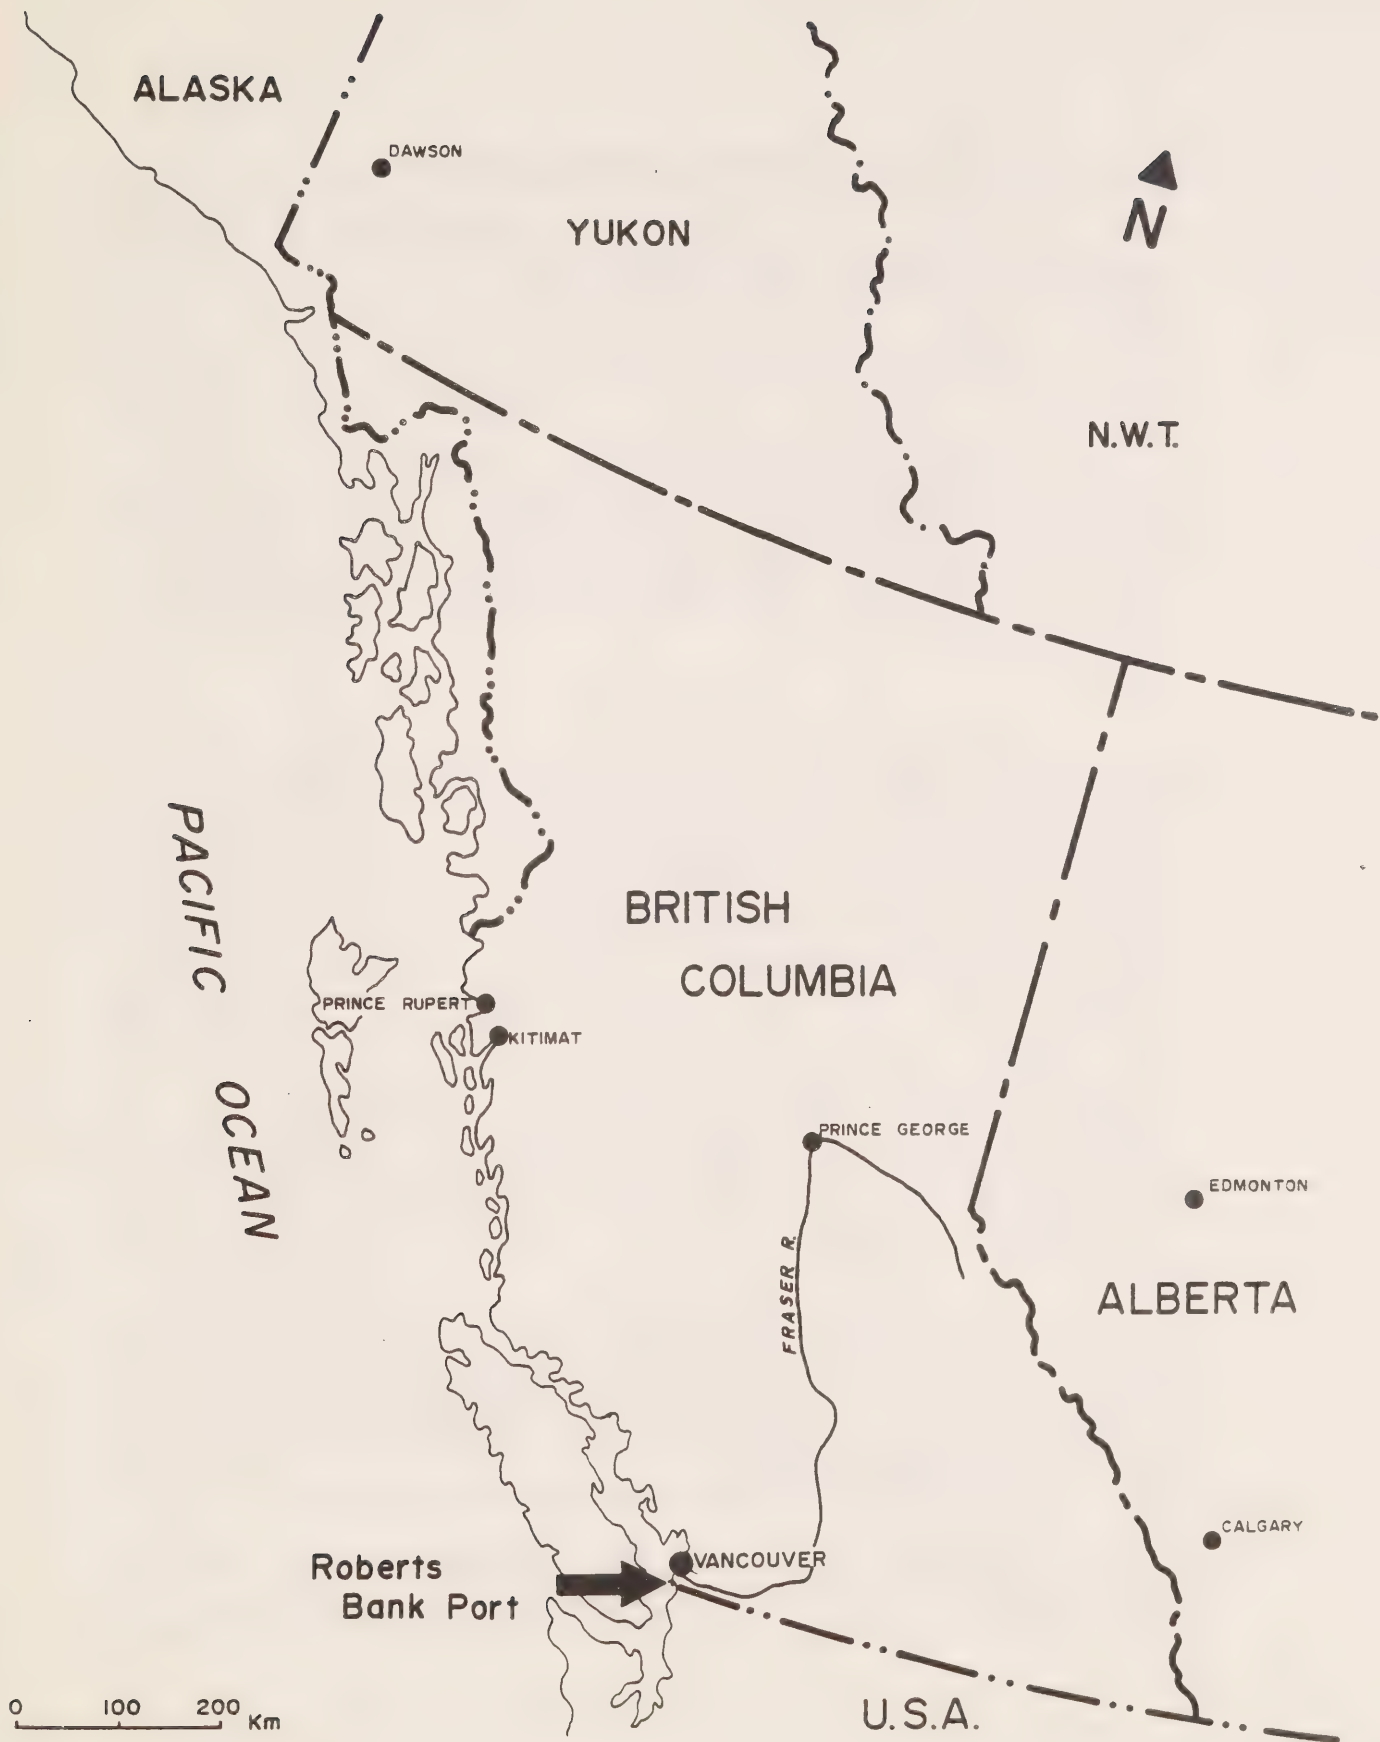 ALASKA
DAWSON
YUKON
N
N.W.T.
PACIFIC
OCEAN
BRITISH
COLUMBIA
PRINCE RUPERT
KITIMAT
PRINCE GEORGE
EDMONTON
FRASER R.
ALBERTA
CALGARY
VANCOUVER
Roberts
Bank Port
U.S.A.
0 100 200 Km